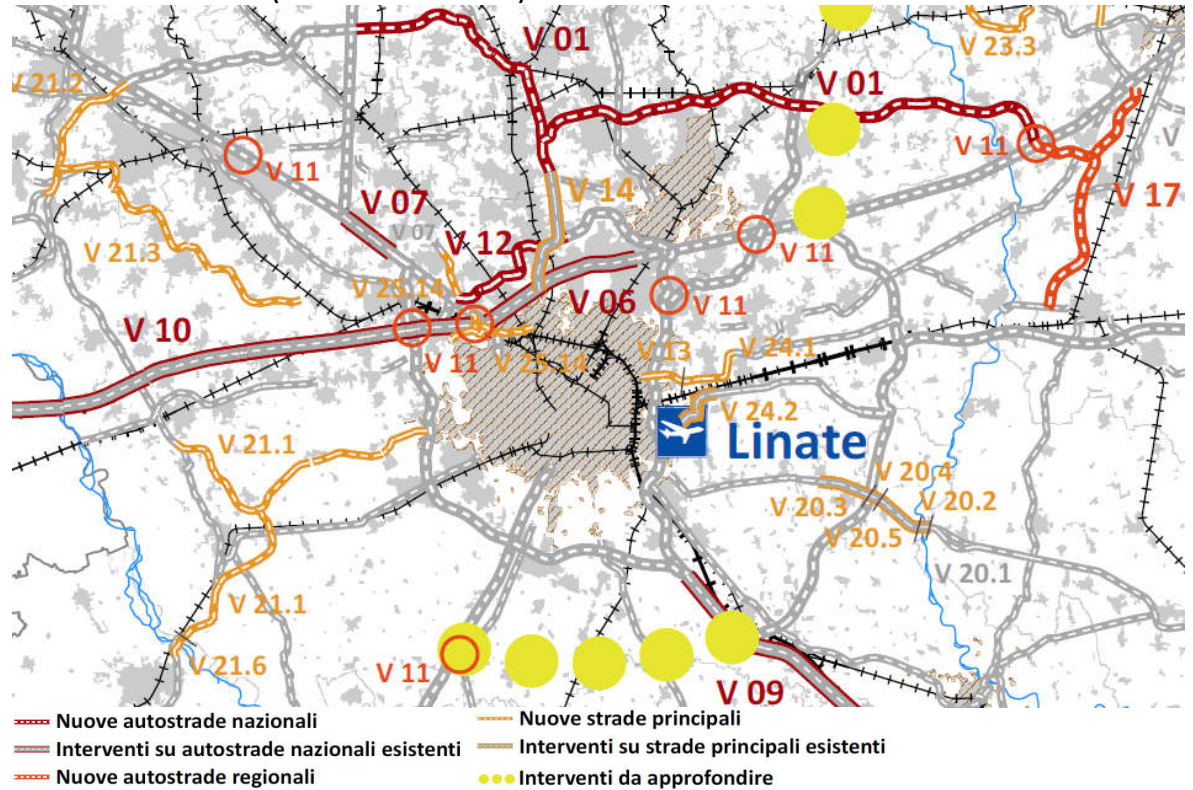 V 01
V 23.3
V 21.2
V 01
V 11
V 11
V 14
V 17
V 07
V 07
V 12
V 11
V 21.3
V 25.14
V 06
V 11
V 10
V 11
V 25.14
V 13
V 24.1
V 24.2
Linate
V 21.1
V 20.4
V 20.3
V 20.2
V 20.5
V 20.1
V 21.1
V 21.6
V 11
V 09
Nuove autostrade nazionali
Nuove strade principali
Interventi su autostrade nazionali esistenti
Interventi su strade principali esistenti
Nuove autostrade regionali
Interventi da approfondire